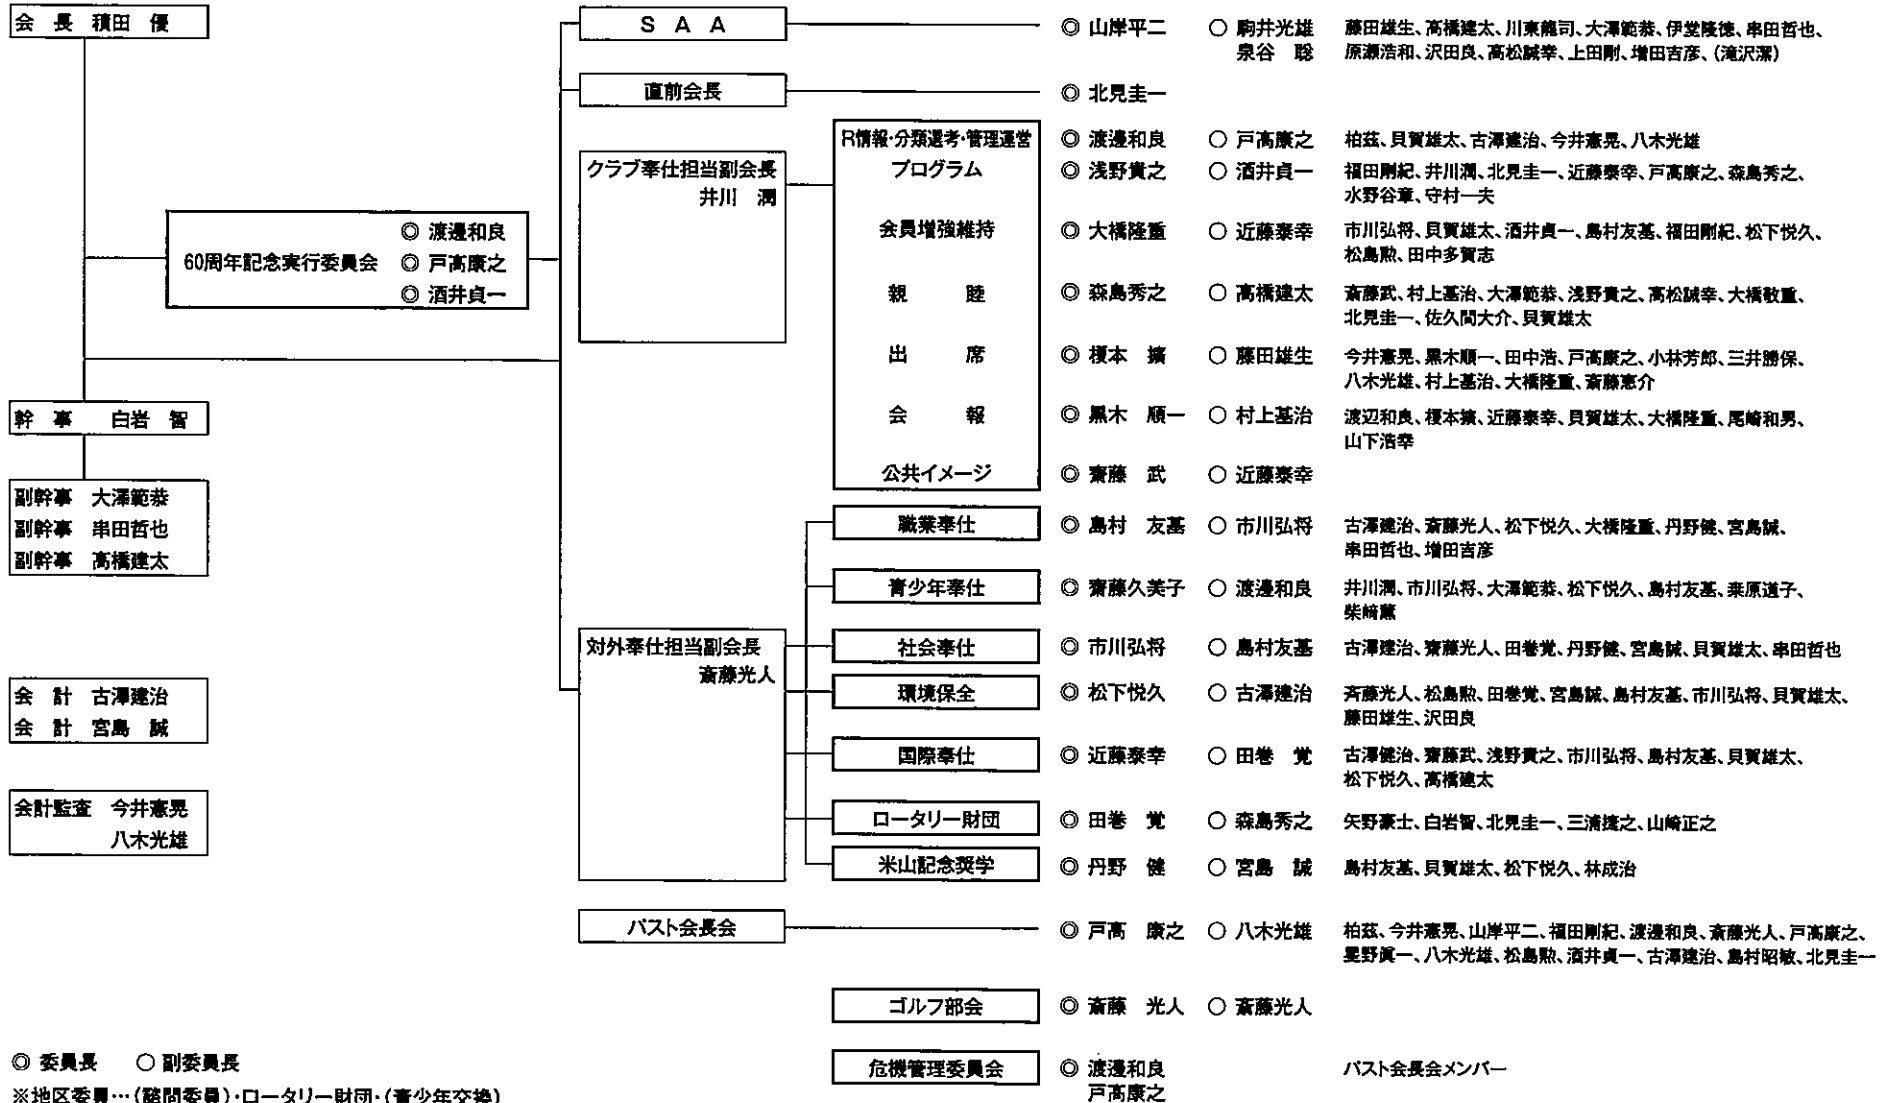 会　長　積田　優
幹　事　白岩　智
副幹事　大澤範恭
副幹事　串田哲也
副幹事　高橋建太
会　計　古澤建治
会　計　宮島　誠
会計監査　今井憲晃
八木光雄
60周年記念実行委員会
◎ 渡邊和良
◎ 戸髙康之
◎ 酒井貞一
ＳＡＡ　◎ 山岸平二　○ 駒井光雄　藤田雄生、高橋建太、川東龍司、大澤範恭、伊堂隆徳、串田哲也、
泉谷　聡　原瀬浩和、沢田良、高松誠幸、上田剛、増田吉彦、(滝沢潔)
直前会長　◎ 北見圭一
クラブ奉仕担当副会長
井川　潤
R情報・分類選考・管理運営　◎ 渡邊和良　○ 戸髙康之　柏玆、貝賀雄太、古澤建治、今井憲晃、八木光雄
プログラム　◎ 浅野貴之　○ 酒井貞一　福田剛紀、井川潤、北見圭一、近藤泰幸、戸髙康之、森島秀之、
水野谷章、守村一夫
会員増強維持　◎ 大橋隆重　○ 近藤泰幸　市川弘将、貝賀雄太、酒井貞一、島村友基、福田剛紀、松下悦久、
松島勲、田中多賀志
親　睦　◎ 森島秀之　○ 高橋建太　斎藤武、村上基治、大澤範恭、浅野貴之、高松誠幸、大橋敬重、
北見圭一、佐久間大介、貝賀雄太
出　席　◎ 榎本　擴　○ 藤田雄生　今井憲晃、黒木順一、田中浩、戸髙康之、小林芳郎、三井勝保、
八木光雄、村上基治、大橋隆重、斎藤恵介
会　報　◎ 黒木　順一　○ 村上基治　渡辺和良、榎本擴、近藤泰幸、貝賀雄太、大橋隆重、尾崎和男、
山下浩幸
公共イメージ　◎ 齋藤　武　○ 近藤泰幸
対外奉仕担当副会長
斎藤光人
職業奉仕　◎ 島村　友基　○ 市川弘将　古澤建治、斎藤光人、松下悦久、大橋隆重、丹野健、宮島誠、
串田哲也、増田吉彦
青少年奉仕　◎ 齋藤久美子　○ 渡邊和良　井川潤、市川弘将、大澤範恭、松下悦久、島村友基、桒原道子、
柴﨑薫
社会奉仕　◎ 市川弘将　○ 島村友基　古澤建治、齋藤光人、田巻覚、丹野健、宮島誠、貝賀雄太、串田哲也
環境保全　◎ 松下悦久　○ 古澤建治　斉藤光人、松島勲、田巻覚、宮島誠、島村友基、市川弘将、貝賀雄太、
藤田雄生、沢田良
国際奉仕　◎ 近藤泰幸　○ 田巻　覚　古澤健治、齋藤武、浅野貴之、市川弘将、島村友基、貝賀雄太、
松下悦久、高橋建太
ロータリー財団　◎ 田巻　覚　○ 森島秀之　矢野豪士、白岩智、北見圭一、三浦捷之、山崎正之
米山記念奨学　◎ 丹野　健　○ 宮島　誠　島村友基、貝賀雄太、松下悦久、林成治
パスト会長会　◎ 戸髙　康之　○ 八木光雄　柏玆、今井憲晃、山岸平二、福田剛紀、渡邊和良、斎藤光人、戸髙康之、
星野眞一、八木光雄、松島勲、酒井貞一、古澤建治、島村昭敏、北見圭一
ゴルフ部会　◎ 斎藤　光人　○ 斎藤光人
危機管理委員会　◎ 渡邊和良　パスト会長会メンバー
戸髙康之
◎ 委員長　○ 副委員長
※地区委員…(諮問委員)・ロータリー財団・(青少年交換)